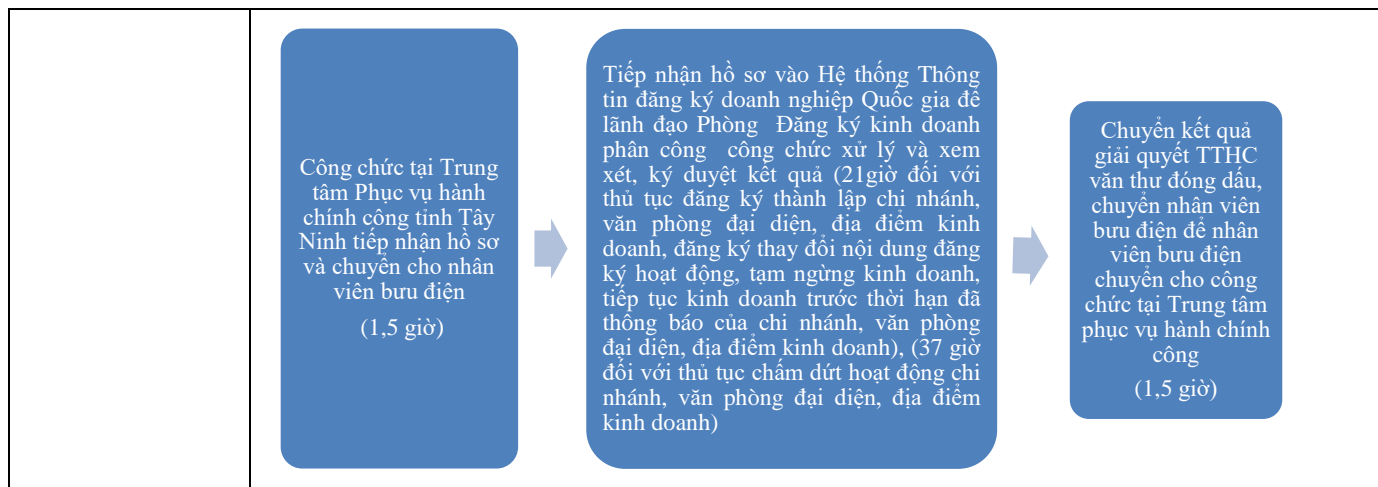 Công chức tại Trung
tâm Phục vụ hành
chính công tỉnh Tây
Ninh tiếp nhận hồ sơ
và chuyển cho nhân
viên bưu điện
(1,5 giờ)
Tiếp nhận hồ sơ vào Hệ thống Thông
tin đăng ký doanh nghiệp Quốc gia để
lãnh đạo Phòng Đăng ký kinh doanh
phân công công chức xử lý và xem
xét, ký duyệt kết quả (21giờ đối với
thủ tục đăng ký thành lập chi nhánh,
văn phòng đại diện, địa điểm kinh
doanh, đăng ký thay đổi nội dung đăng
ký hoạt động, tạm ngừng kinh doanh,
tiếp tục kinh doanh trước thời hạn đã
thông báo của chi nhánh, văn phòng
đại diện, địa điểm kinh doanh), (37 giờ
đối với thủ tục chấm dứt hoạt động chi
nhánh, văn phòng đại diện, địa điểm
kinh doanh)
Chuyển kết quả
giải quyết TTHC
văn thư đóng dấu,
chuyển nhân viên
bưu điện để nhân
viên bưu điện
chuyển cho công
chức tại Trung tâm
phục vụ hành chính
công
(1,5 giờ)